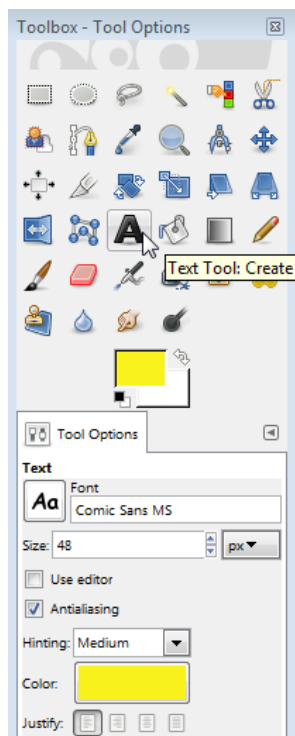 Toolbox - Tool Options
Text Tool: Create
Tool Options
Text
Aa
Font
Comic Sans MS
Size: 48 px
Use editor
Antialiasing
Hinting: Medium
Color:
Justify: